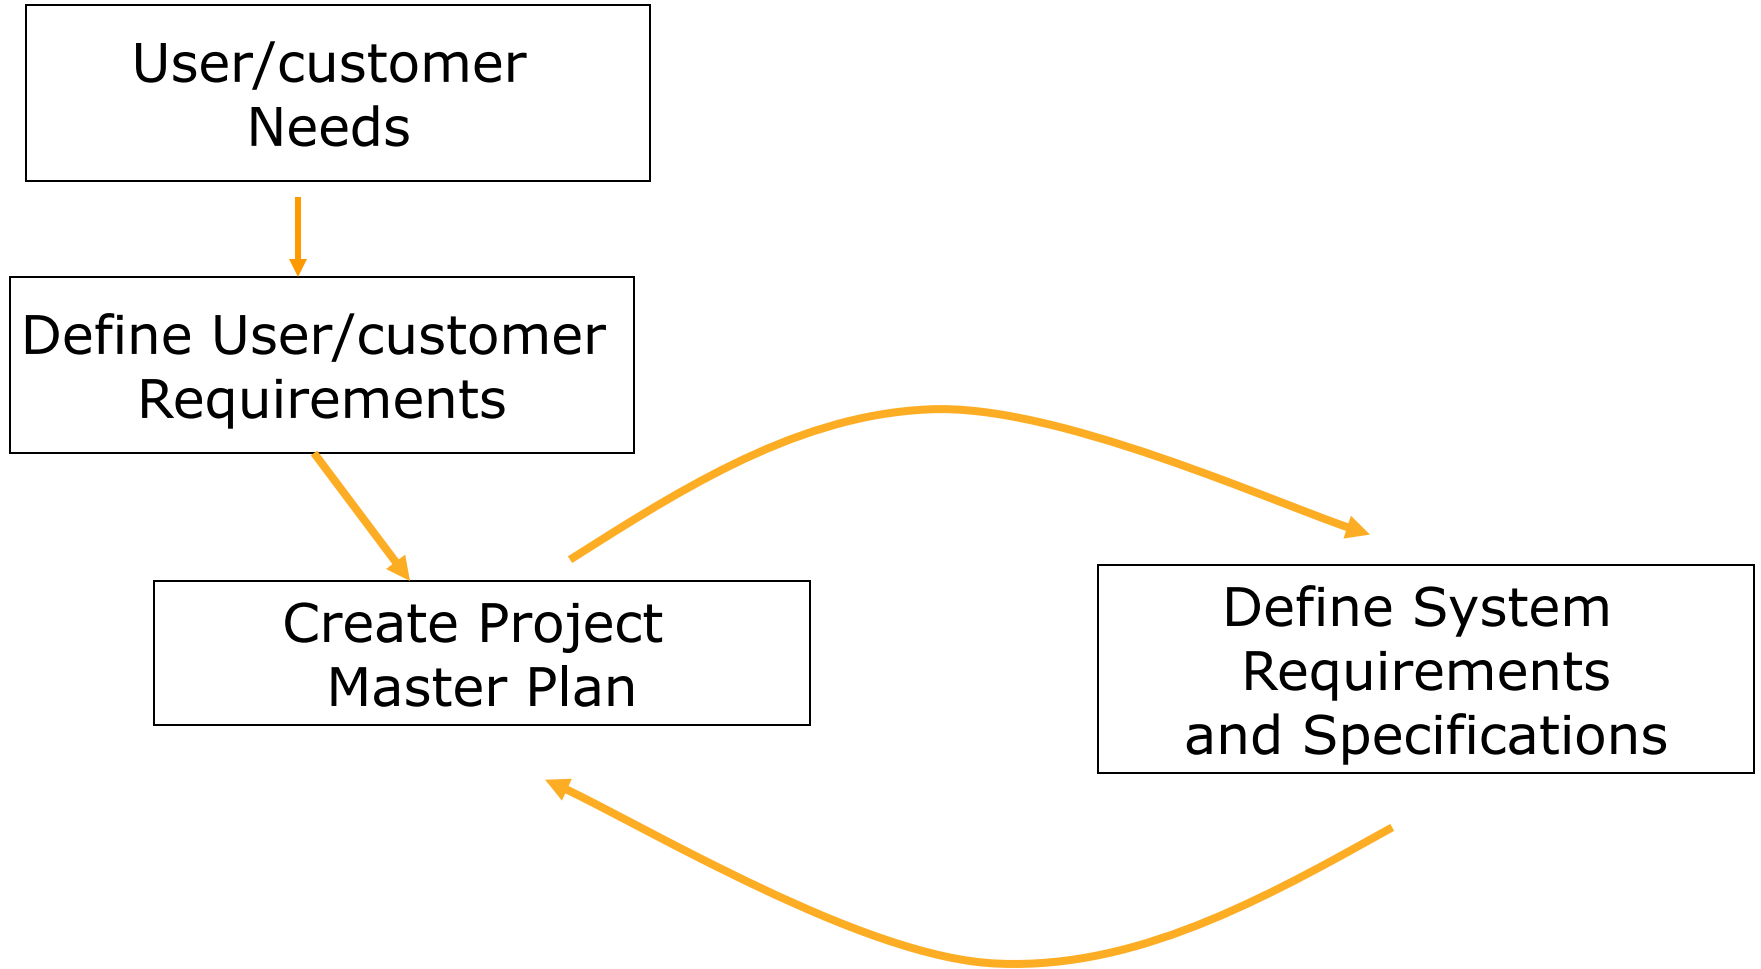 User/customer
Needs
Define User/customer
Requirements
Create Project
Master Plan
Define System
Requirements
and Specifications